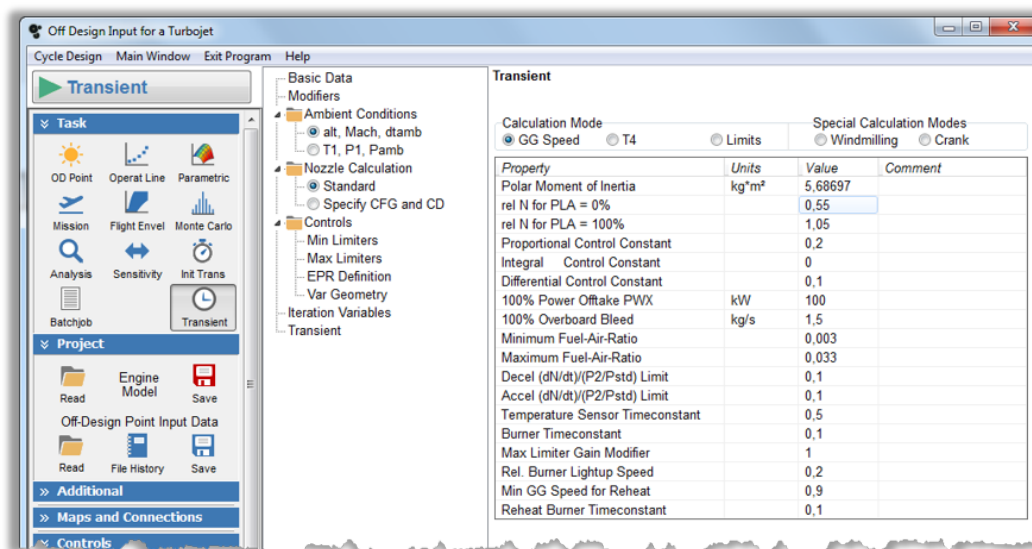 Off Design Input for a Turbojet
Cycle Design Main Window Exit Program Help
Transient
Task
OD Point Operat Line Parametric
Mission Flight Envel Monte Carlo
Analysis Sensitivity Init Trans
Batchjob Transient
Project
Read Engine Model Save
Off-Design Point Input Data
Read File History Save
Additional
Maps and Connections
Controls
Basic Data
Modifiers
Ambient Conditions
alt, Mach, dtamb
T1, P1, Pamb
Nozzle Calculation
Standard
Specify CFG and CD
Controls
Min Limiters
Max Limiters
EPR Definition
Var Geometry
Iteration Variables
Transient
Transient
Calculation Mode Special Calculation Modes
GG Speed T4 Limits Windmilling Crank
Property Units Value Comment
Polar Moment of Inertia kg*m² 5,68697
rel N for PLA = 0% 0,55
rel N for PLA = 100% 1,05
Proportional Control Constant 0,2
Integral Control Constant 0
Differential Control Constant 0,1
100% Power Offtake PWX kW 100
100% Overboard Bleed kg/s 1,5
Minimum Fuel-Air-Ratio 0,003
Maximum Fuel-Air-Ratio 0,033
Decel (dN/dt)/(P2/Pstd) Limit 0,1
Accel (dN/dt)/(P2/Pstd) Limit 0,1
Temperature Sensor Timeconstant 0,5
Burner Timeconstant 0,1
Max Limiter Gain Modifier 1
Rel. Burner Lightup Speed 0,2
Min GG Speed for Reheat 0,9
Reheat Burner Timeconstant 0,1